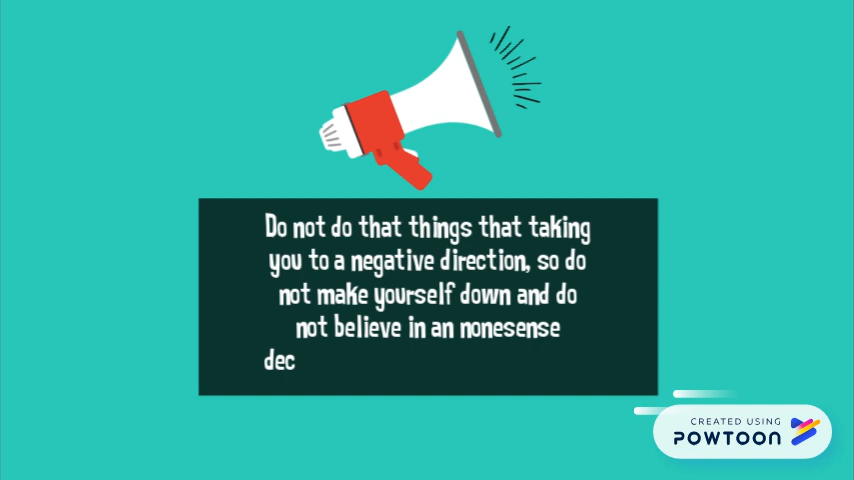 Do not do that things that taking
you to a negative direction, so do
not make yourself down and do
not believe in an nonesense
dec
CREATED USING
POWTOON